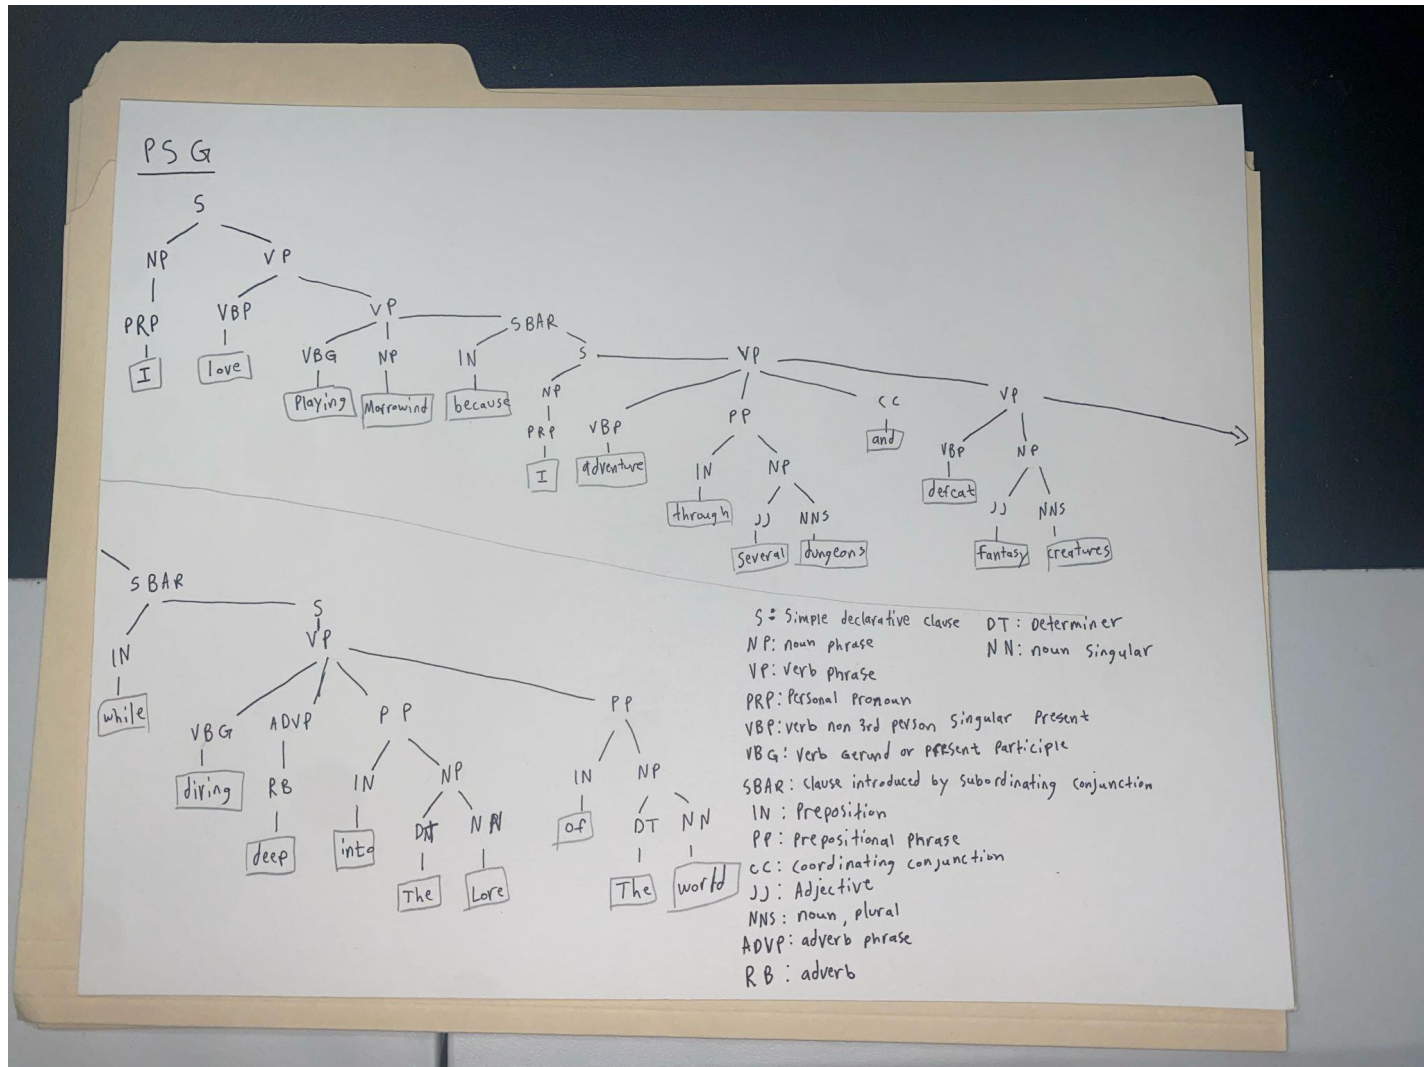 PSG
S
NP VP
PRP VBP VP SBAR
I love VBG NP IN S VP
Playing Morrowind because NP VP
PRP VBP PP CC
I adventure IN NP and VBP NP
through JJ NNS defeat JJ NNS
Several dungeons fantasy creatures
SBAR S
IN VP
while VBG ADVP PP PP
diving RB IN NP IN NP
deep into DT NN of DT NN
The Lore The world
S: Simple declarative clause DT: Determiner
NP: noun phrase NN: noun singular
VP: verb phrase
PRP: Personal Pronoun
VBP: verb non 3rd person singular Present
VBG: Verb Gerund or present Participle
SBAR: clause introduced by subordinating conjunction
IN: Preposition
PP: prepositional phrase
CC: coordinating conjunction
JJ: Adjective
NNS: noun, plural
ADVP: adverb phrase
RB: adverb